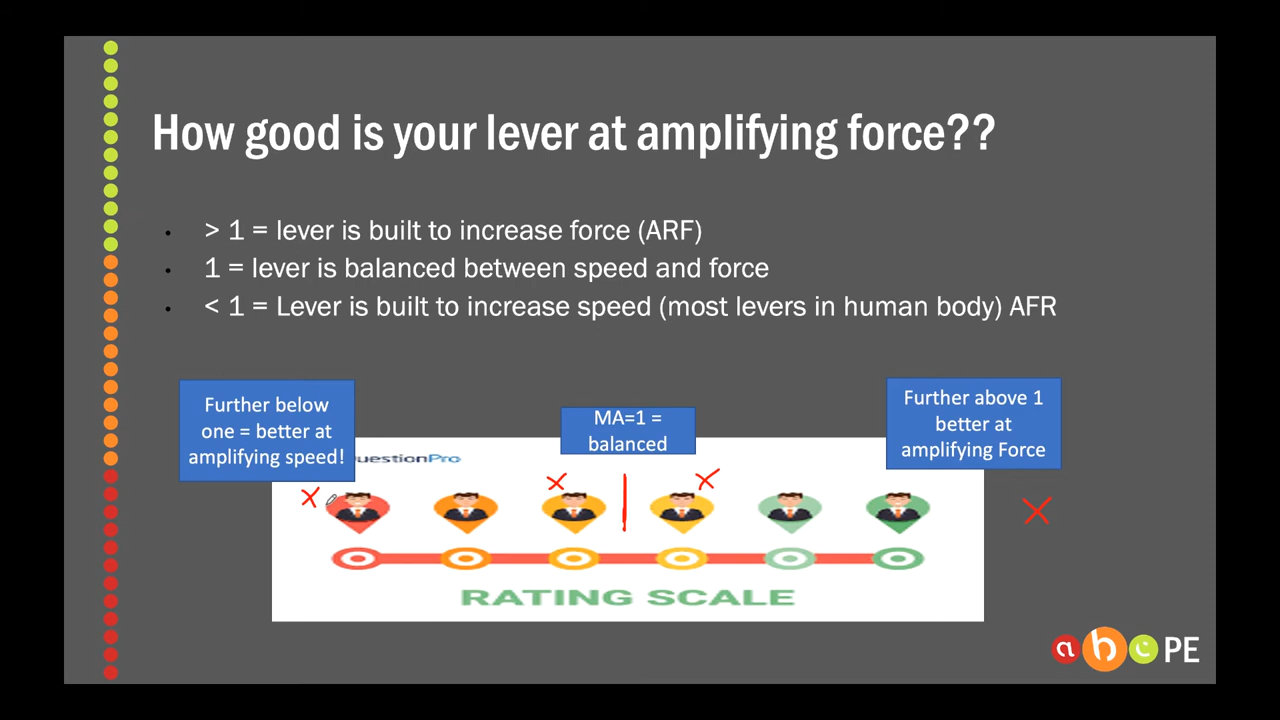 How good is your lever at amplifying force??
> 1 = lever is built to increase force (ARF)
1 = lever is balanced between speed and force
< 1 = Lever is built to increase speed (most levers in human body) AFR
Further below
one = better at
amplifying speed!
MA=1 =
balanced
Further above 1
better at
amplifying Force
uestionPro
RATING SCALE
abc PE